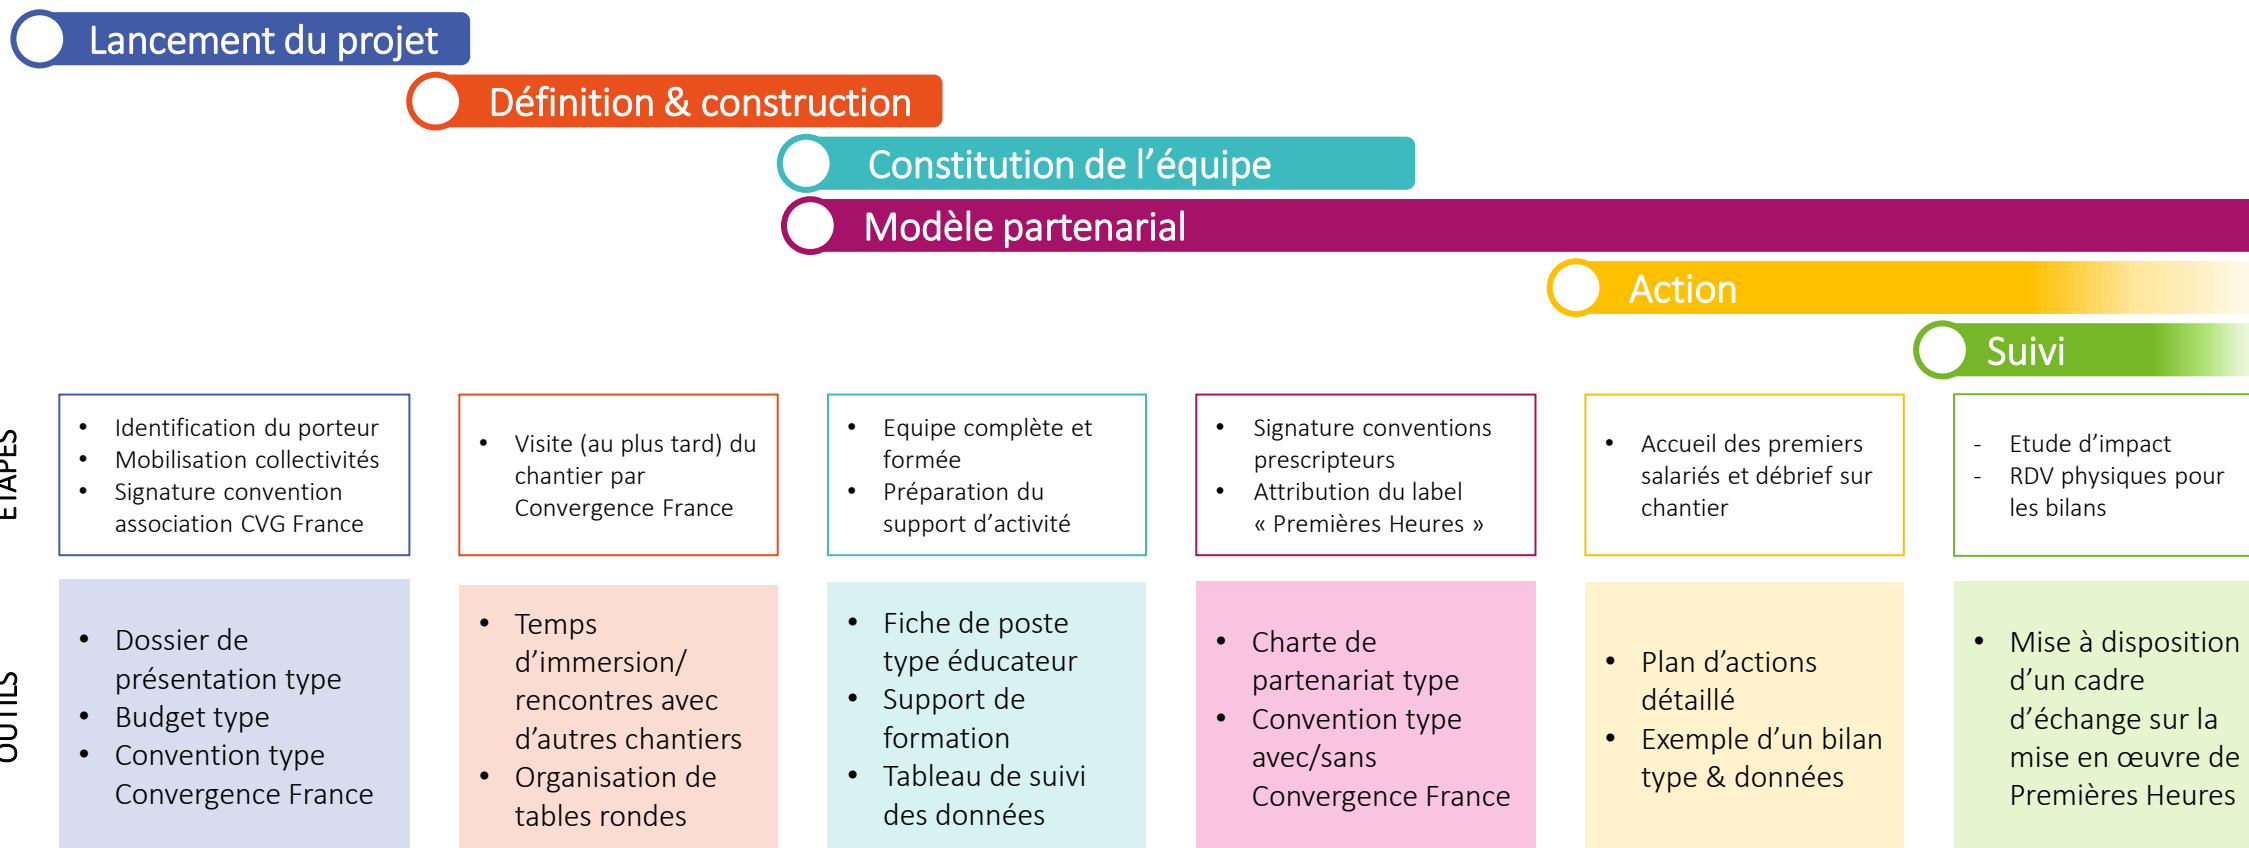 Lancement du projet
Définition & construction
Constitution de l’équipe
Modèle partenarial
Action
Suivi
ETAPES
• Identification du porteur
• Mobilisation collectivités
• Signature convention
association CVG France
• Visite (au plus tard) du
chantier par
Convergence France
• Equipe complète et
formée
• Préparation du
support d’activité
• Signature conventions
prescripteurs
• Attribution du label
« Premières Heures »
• Accueil des premiers
salariés et débrief sur
chantier
- Etude d’impact
- RDV physiques pour
les bilans
OUTILS
• Dossier de
présentation type
• Budget type
• Convention type
Convergence France
• Temps
d’immersion/
rencontres avec
d’autres chantiers
• Organisation de
tables rondes
• Fiche de poste
type éducateur
• Support de
formation
• Tableau de suivi
des données
• Charte de
partenariat type
• Convention type
avec/sans
Convergence France
• Plan d’actions
détaillé
• Exemple d’un bilan
type & données
• Mise à disposition
d’un cadre
d’échange sur la
mise en œuvre de
Premières Heures